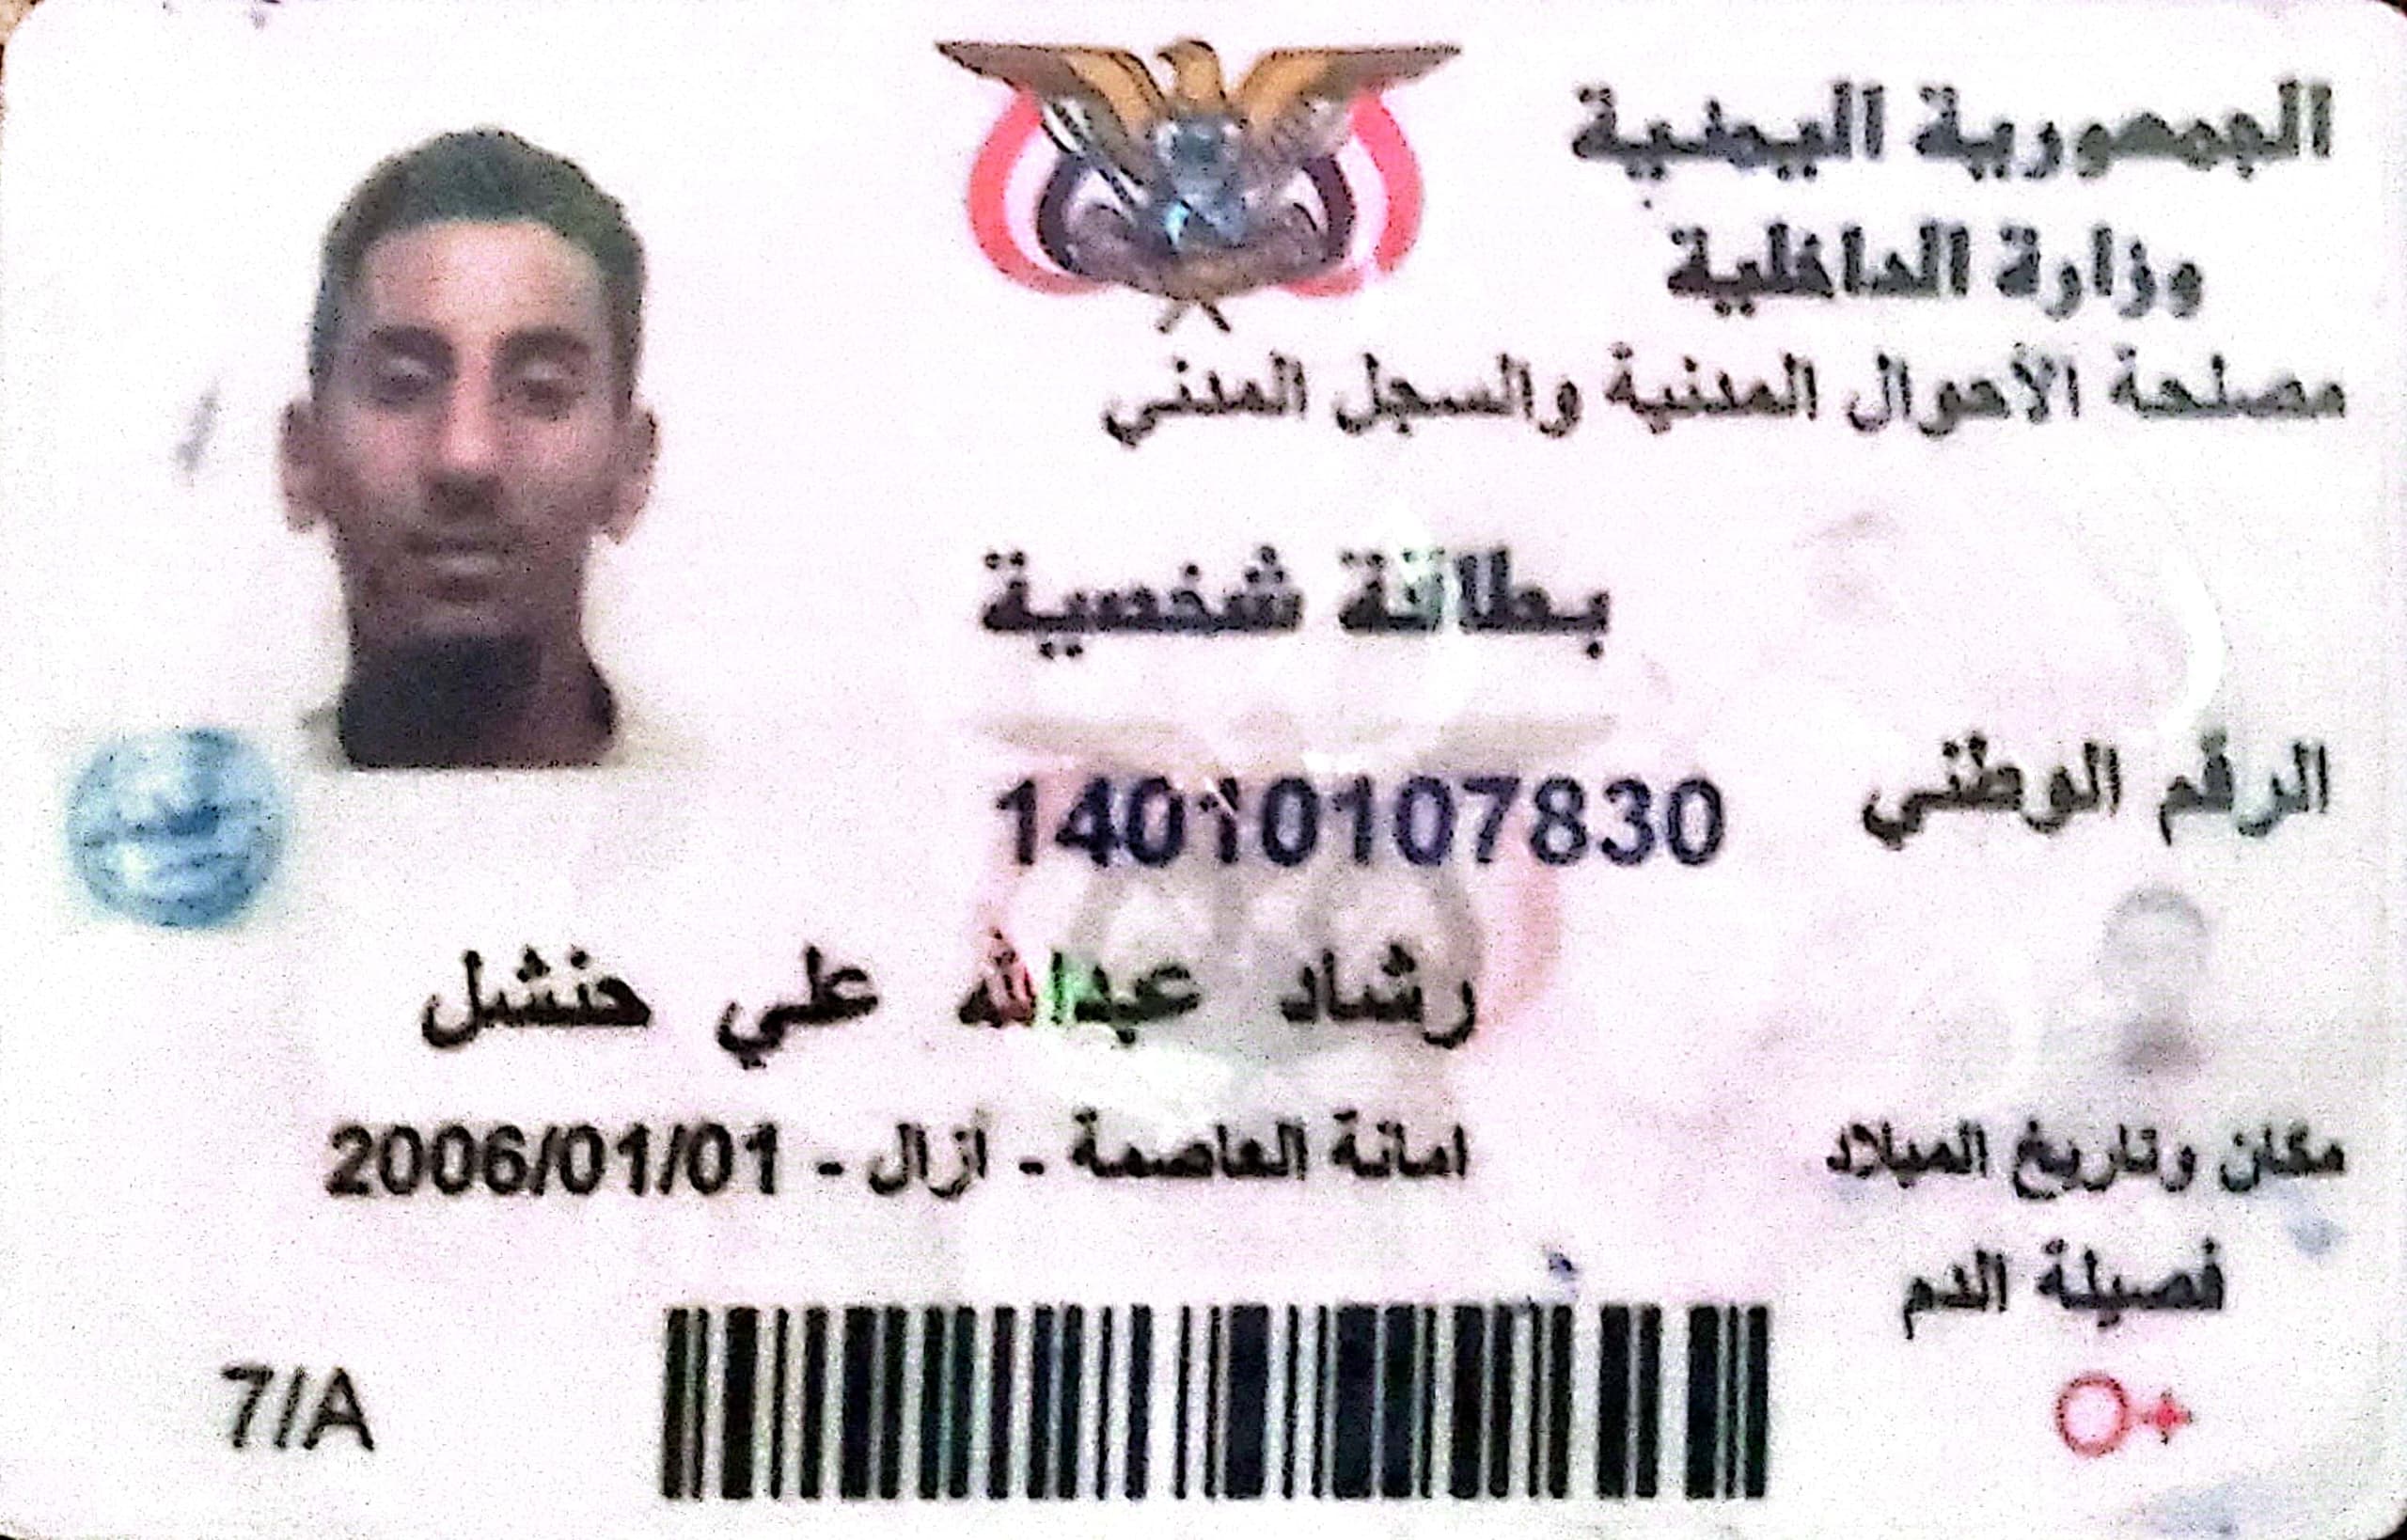 الجمهورية اليمنية
وزارة الداخلية
مصلحة الأحوال المدنية والسجل المدني
بطاقة شخصية
الرقم الوطني 14010107830
رشاد عبدالله علي حنشل
مكان وتاريخ الميلاد امانة العاصمة - ازال - 2006/01/01
فصيلة الدم
O+
7/A